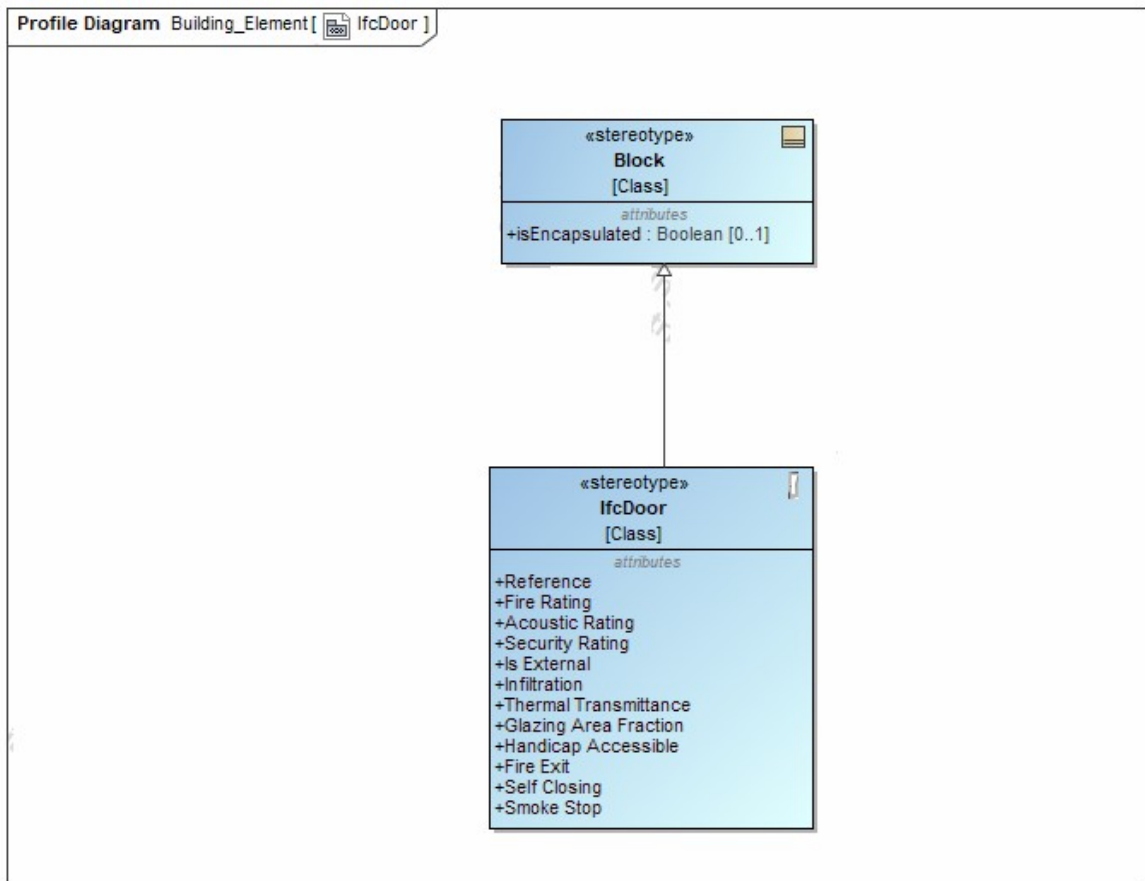 Profile Diagram Building_Element[ IfcDoor ]
«stereotype»
Block
[Class]
attributes
+isEncapsulated : Boolean [0..1]
«stereotype»
IfcDoor
[Class]
attributes
+Reference
+Fire Rating
+Acoustic Rating
+Security Rating
+Is External
+Infiltration
+Thermal Transmittance
+Glazing Area Fraction
+Handicap Accessible
+Fire Exit
+Self Closing
+Smoke Stop